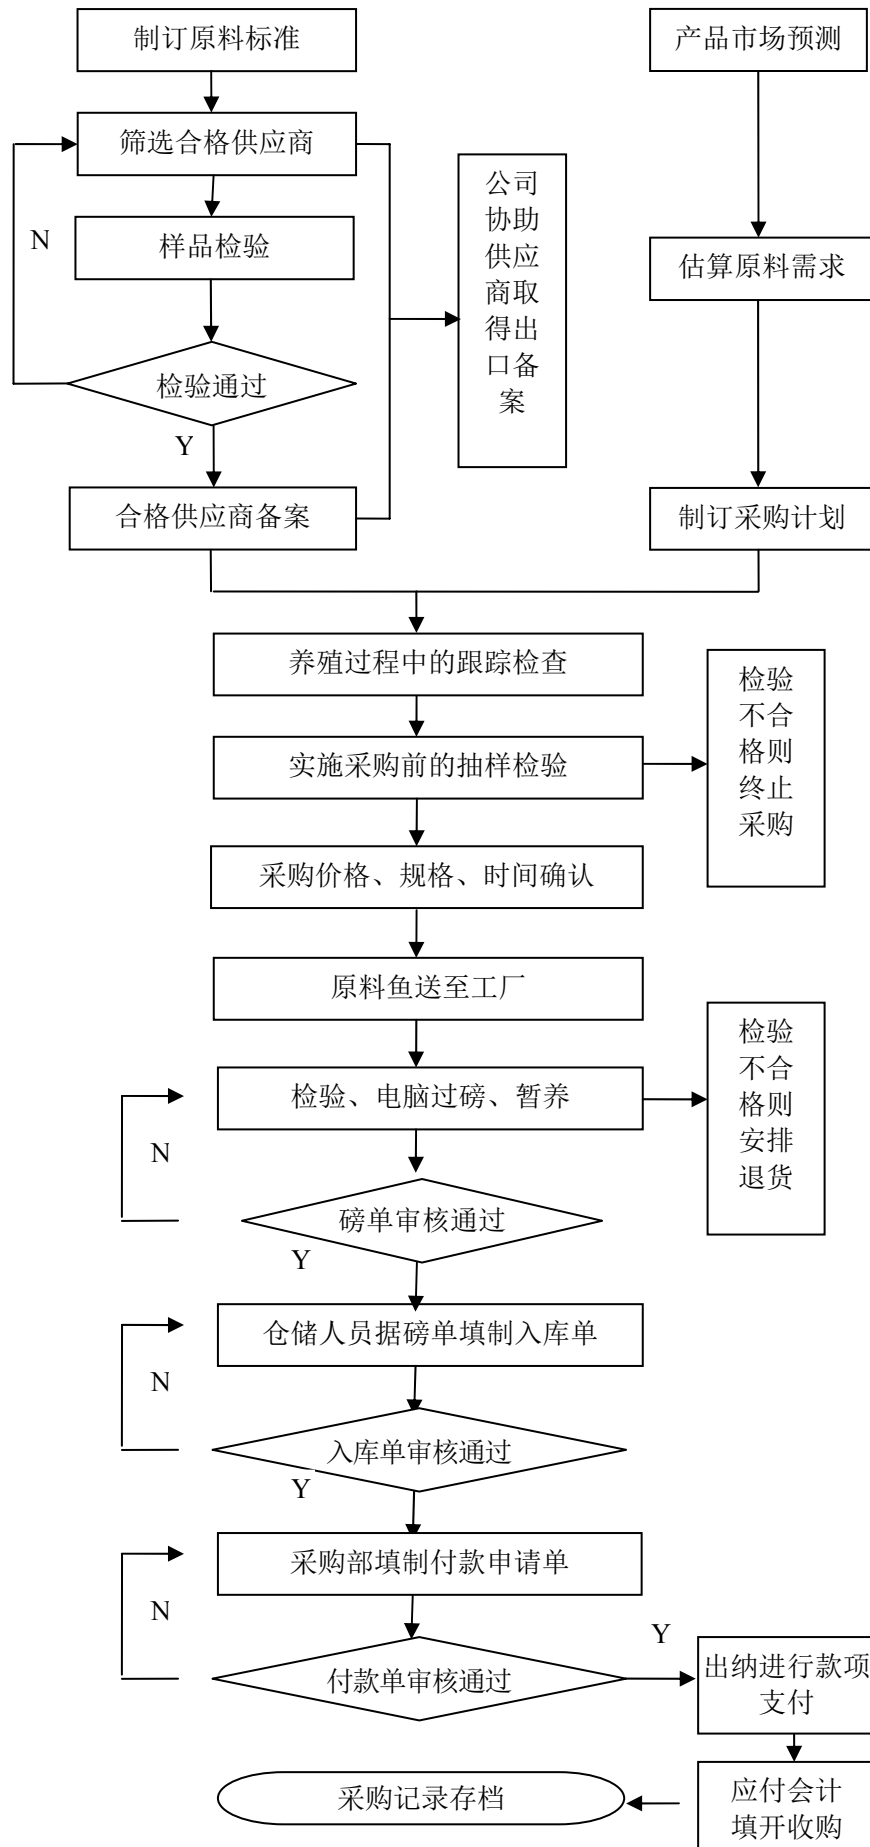 制订原料标准
产品市场预测
筛选合格供应商
公司
协助
供应
商取
得出
口备
案
N
样品检验
估算原料需求
检验通过
Y
合格供应商备案
制订采购计划
养殖过程中的跟踪检查
检验
不合
格则
终止
采购
实施采购前的抽样检验
采购价格、规格、时间确认
原料鱼送至工厂
检验
不合
格则
安排
退货
检验、电脑过磅、暂养
N
磅单审核通过
Y
仓储人员据磅单填制入库单
N
入库单审核通过
Y
采购部填制付款申请单
N
付款单审核通过
Y
出纳进行款项
支付
采购记录存档
应付会计
填开收购